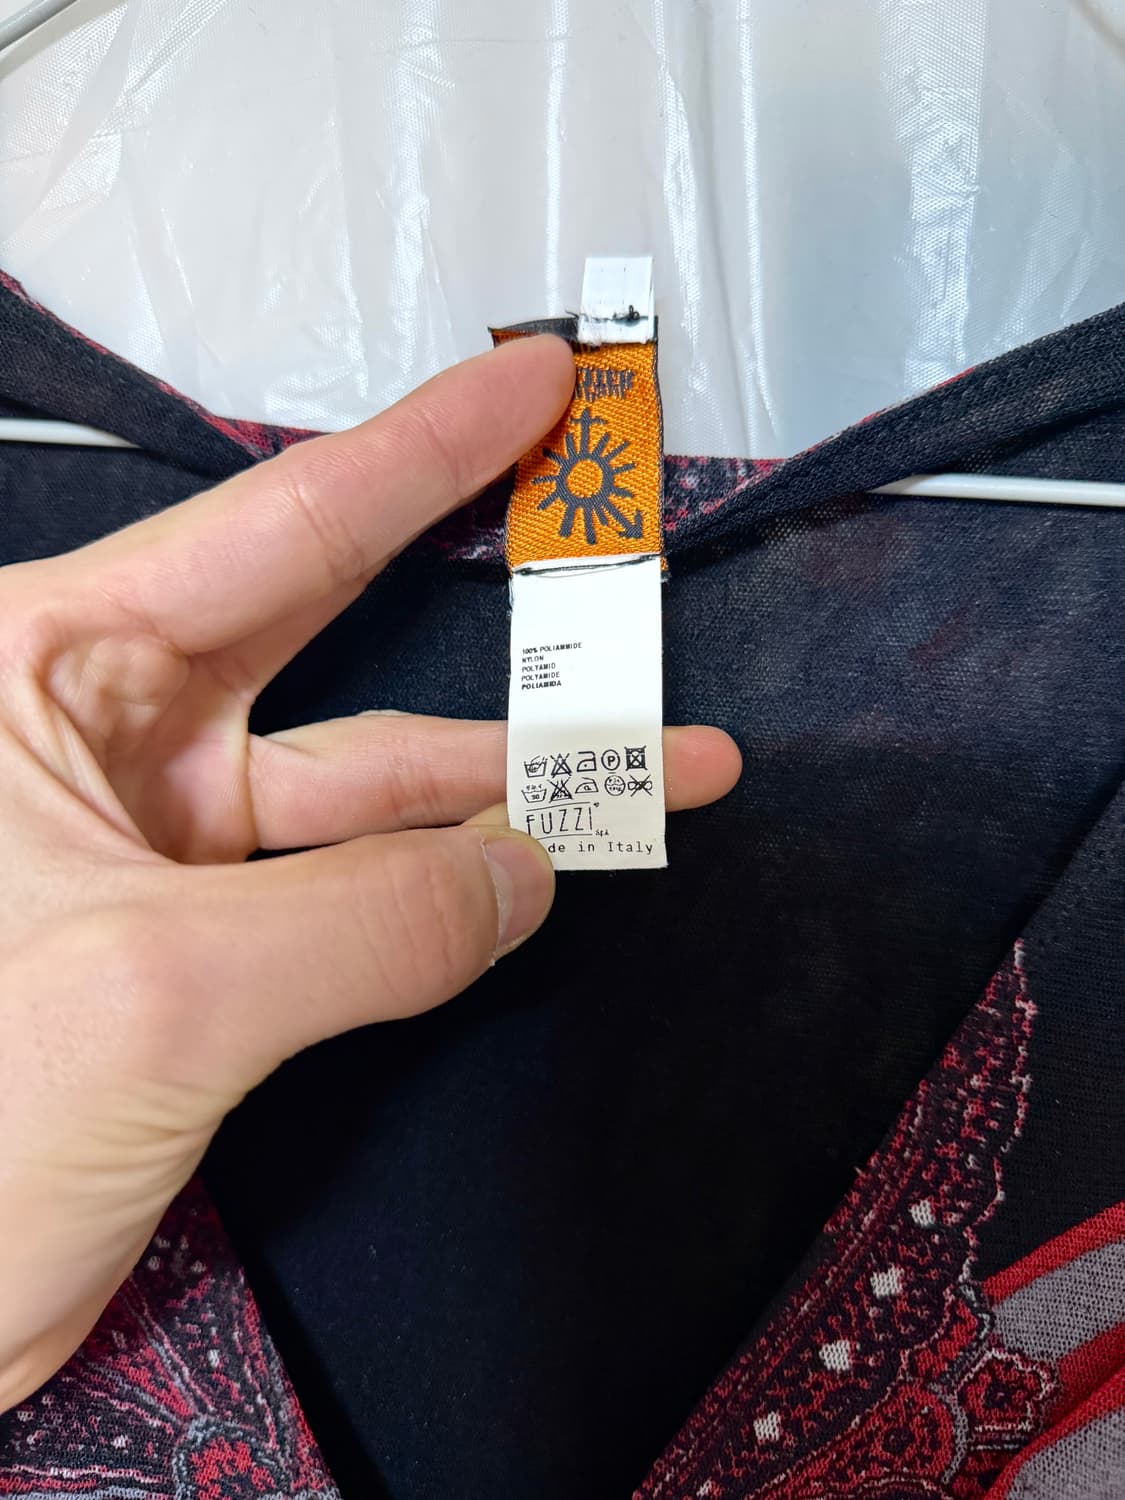 100% POLIAMMIDE
NYLON
POLYAMID
POLYAMIDE
POLIAMIDA
P
FUZZI
SpA
de in Italy